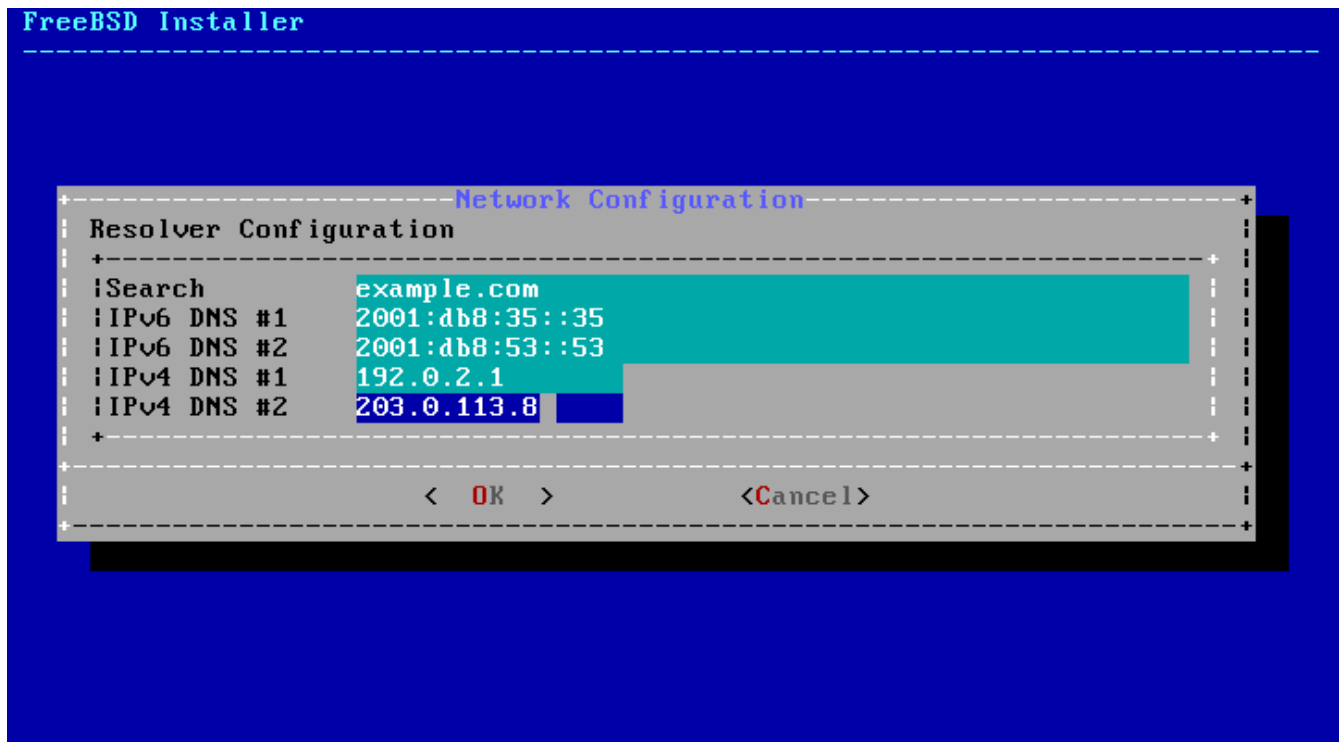 FreeBSD Installer
Network Configuration
Resolver Configuration
Search example.com
IPv6 DNS #1 2001:db8:35::35
IPv6 DNS #2 2001:db8:53::53
IPv4 DNS #1 192.0.2.1
IPv4 DNS #2 203.0.113.8
< OK > <Cancel>